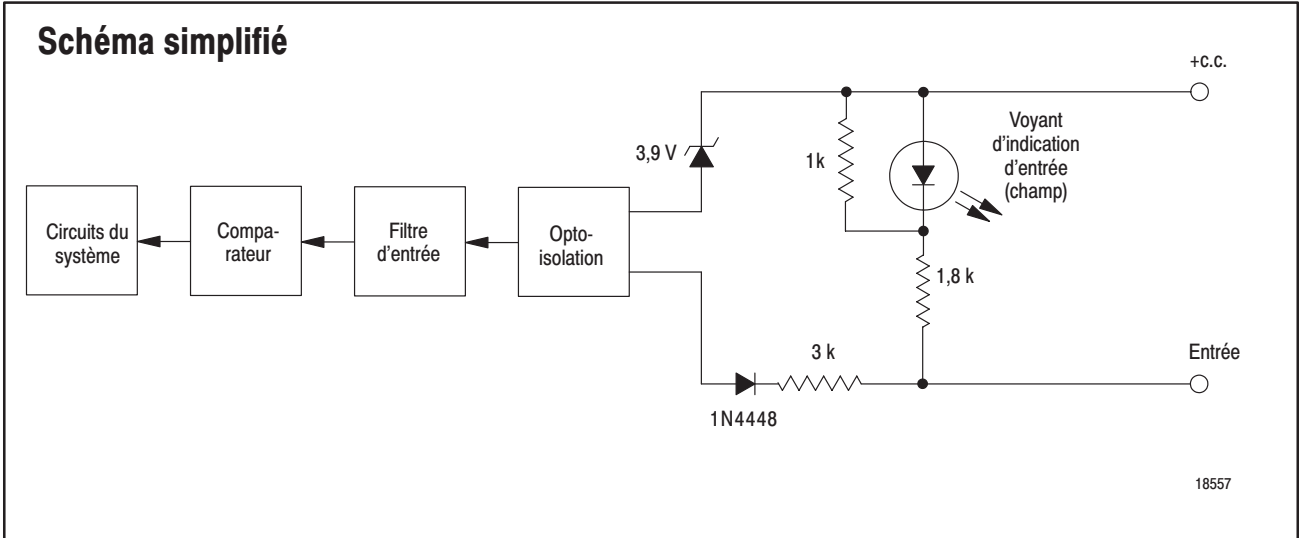 Schéma simplifié
+c.c.
Voyant
d'indication
d'entrée
(champ)
3,9 V
1k
Circuits du
système
Compa-
rateur
Filtre
d'entrée
Opto-
isolation
1,8 k
3 k
Entrée
1N4448
18557